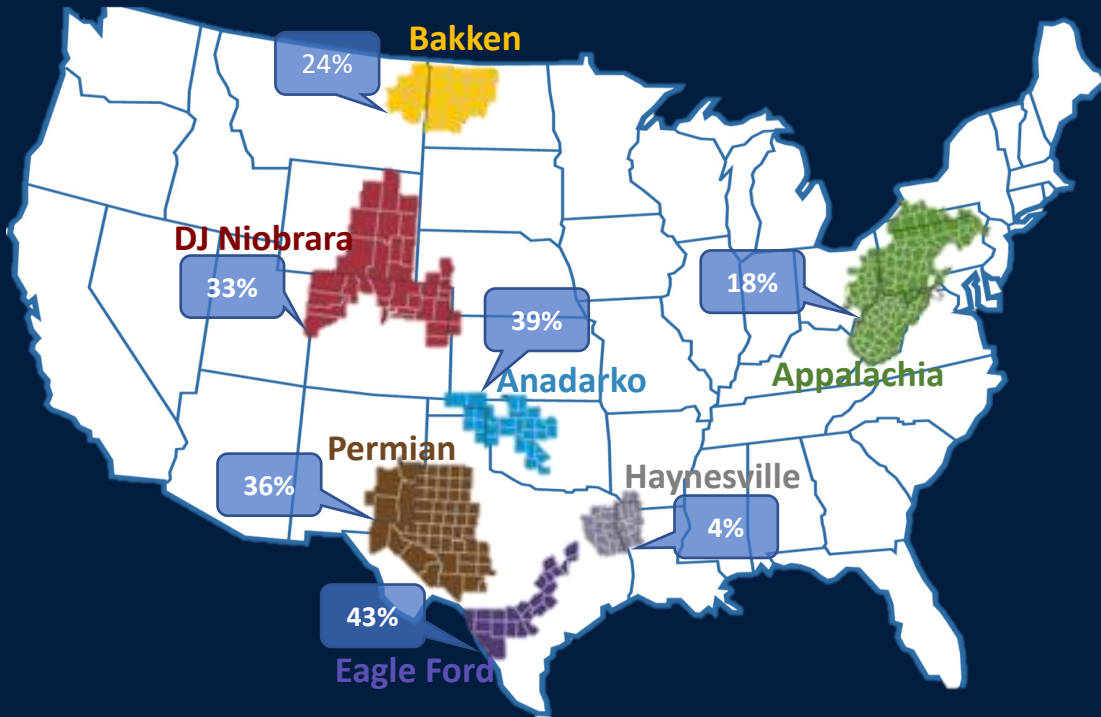 Bakken
24%
DJ Niobrara
33%
39%
18%
Anadarko
Appalachia
Permian
36%
Haynesville
4%
43%
Eagle Ford